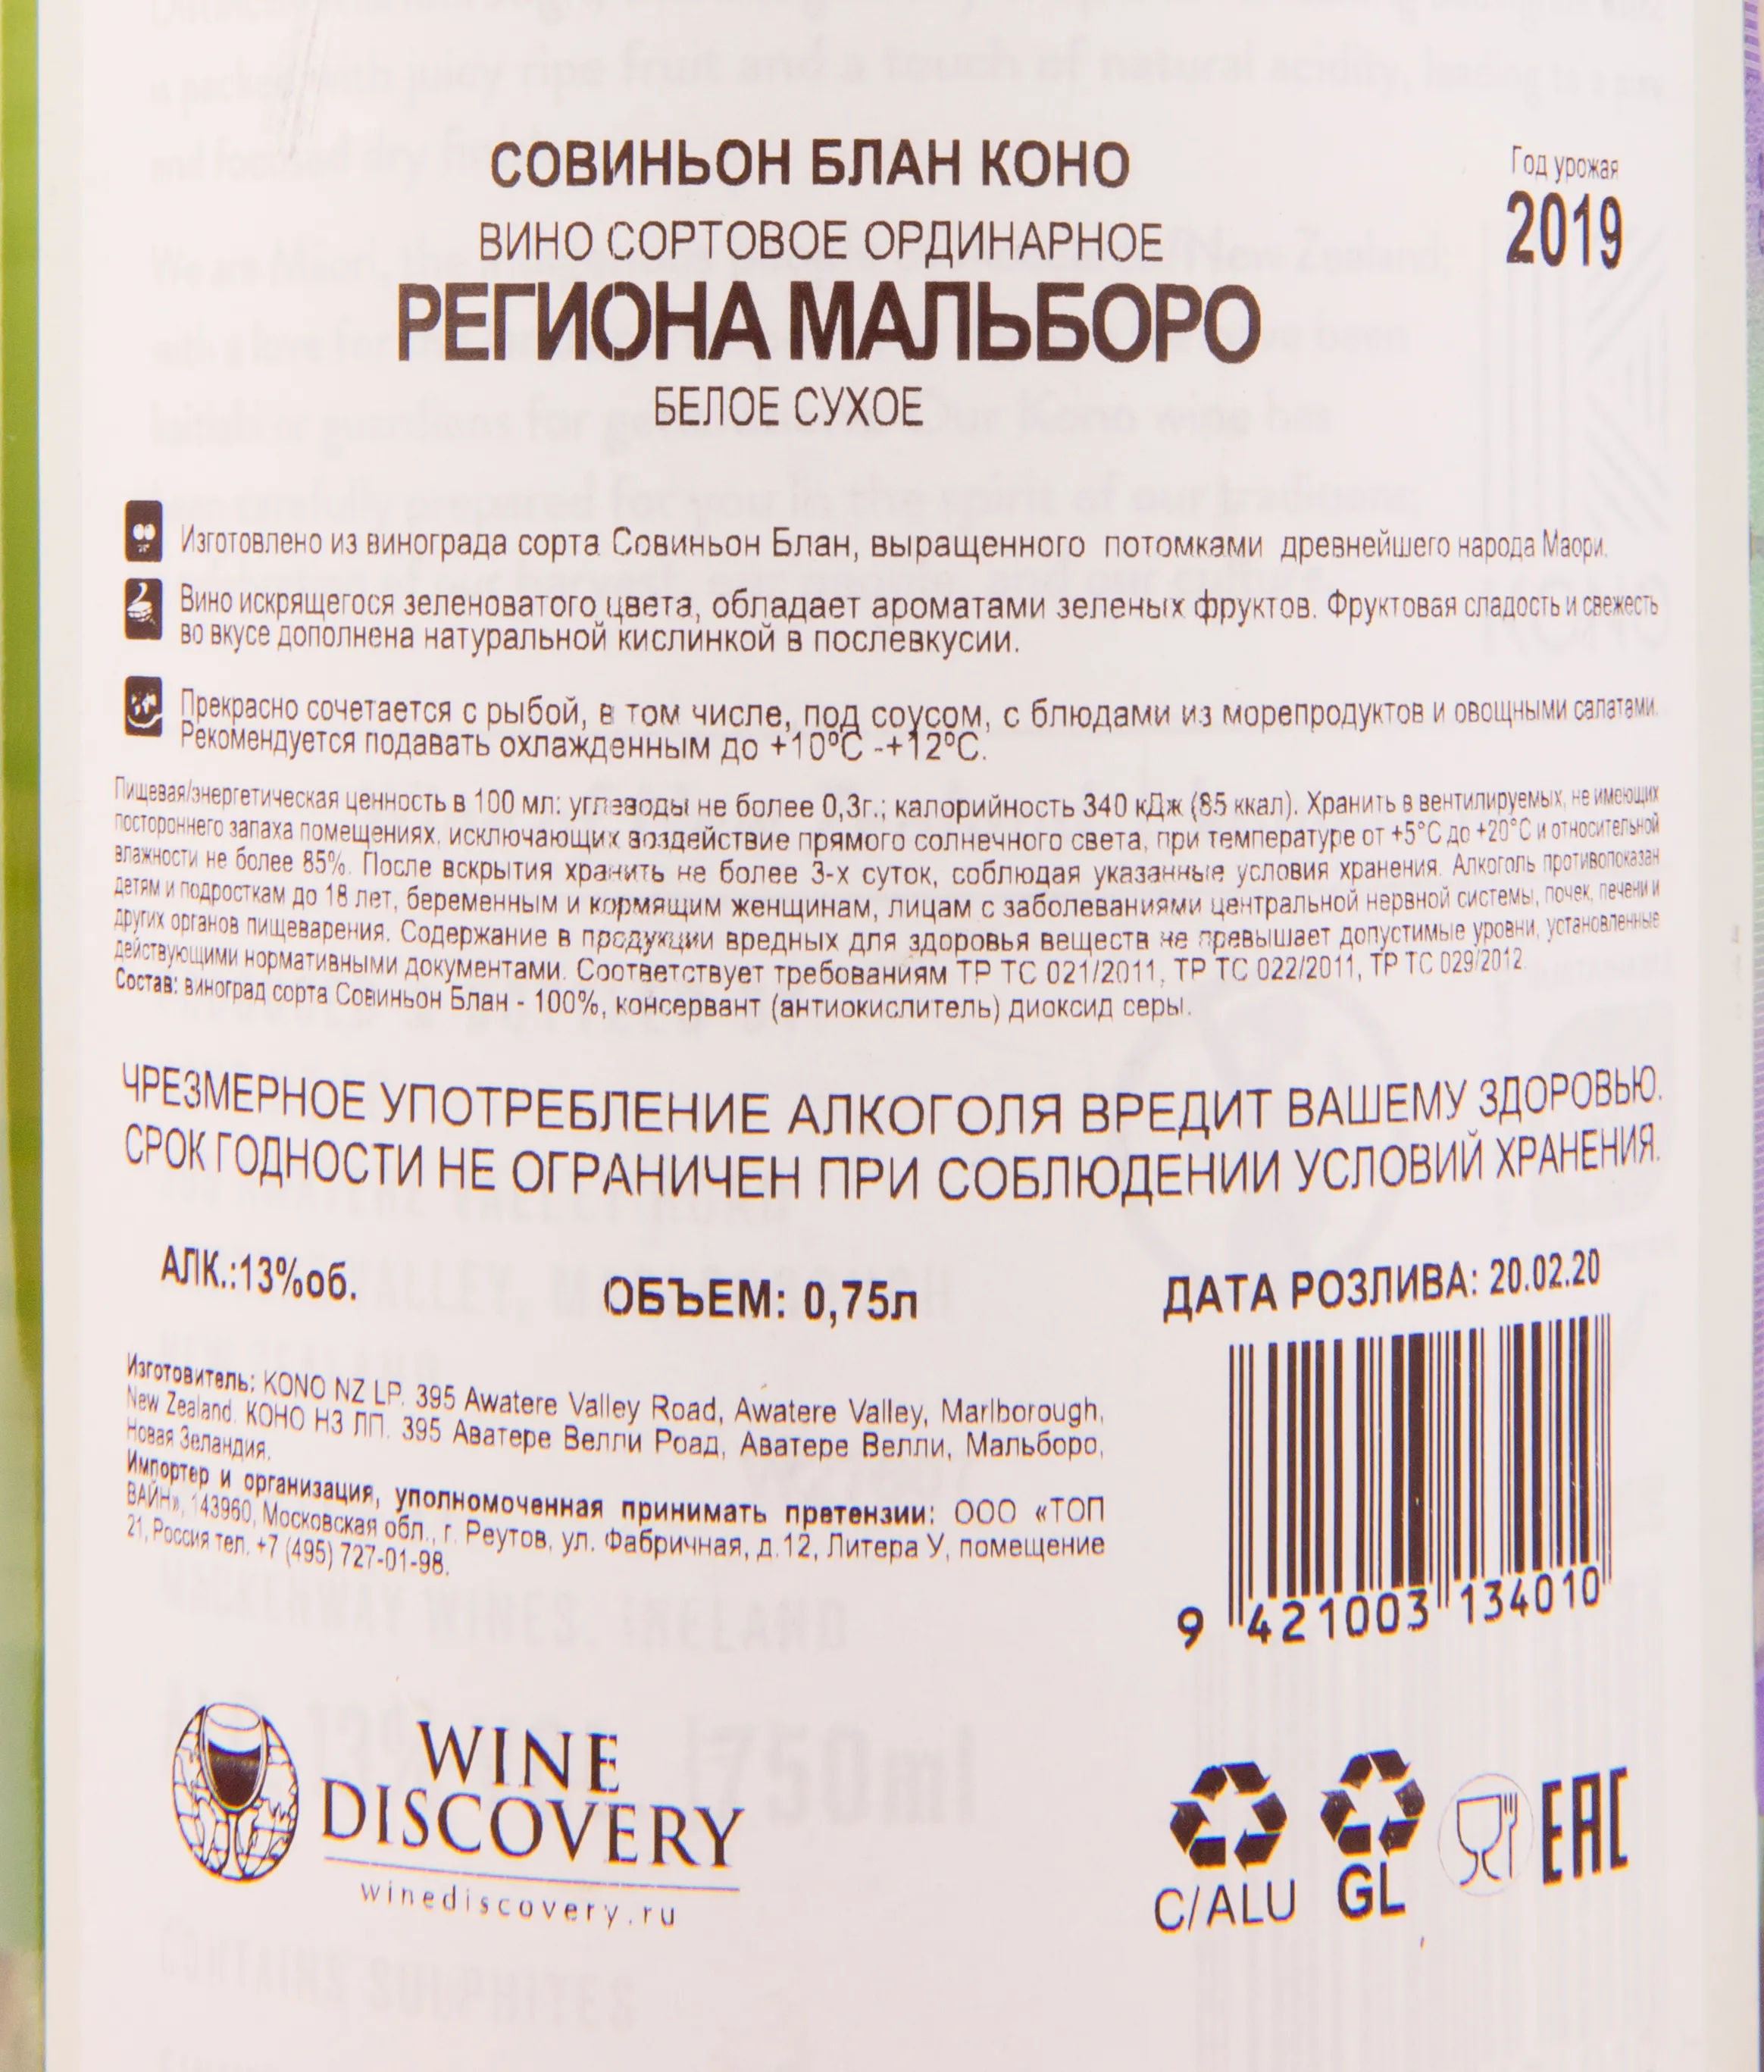 СОВИНЬОН БЛАН КОНО
Год урожая
2019
ВИНО СОРТОВОЕ ОРДИНАРНОЕ
РЕГИОНА МАЛЬБОРО
БЕЛОЕ СУХОЕ
Изготовлено из винограда сорта Совиньон Блан, выращенного потомками древнейшего народа Маори.
Вино искрящегося зеленоватого цвета, обладает ароматами зеленых фруктов. Фруктовая сладость и свежесть
во вкусе дополнена натуральной кислинкой в послевкусии.
Прекрасно сочетается с рыбой, в том числе, под соусом, с блюдами из морепродуктов и овощными салатами.
Рекомендуется подавать охлажденным до +10°С -+12°С.
Пищевая/энергетическая ценность в 100 мл: углеводы не более 0,3г.; калорийность 340 кДж (85 ккал). Хранить в вентилируемых, не имеющих
постороннего запаха помещениях, исключающих воздействие прямого солнечного света, при температуре от +5°С до +20°С и относительной
влажности не более 85%. После вскрытия хранить не более 3-х суток, соблюдая указанные условия хранения. Алкоголь противопоказан
детям и подросткам до 18 лет, беременным и кормящим женщинам, лицам с заболеваниями центральной нервной системы, почек, печени и
других органов пищеварения. Содержание в продукции вредных для здоровья веществ не превышает допустимые уровни, установленные
действующими нормативными документами. Соответствует требованиям ТР ТС 021/2011, ТР ТС 022/2011, ТР ТС 029/2012.
Состав: виноград сорта Совиньон Блан - 100%, консервант (антиокислитель) диоксид серы.
ЧРЕЗМЕРНОЕ УПОТРЕБЛЕНИЕ АЛКОГОЛЯ ВРЕДИТ ВАШЕМУ ЗДОРОВЬЮ.
СРОК ГОДНОСТИ НЕ ОГРАНИЧЕН ПРИ СОБЛЮДЕНИИ УСЛОВИЙ ХРАНЕНИЯ.
АЛК.:13%об.
ОБЪЕМ: 0,75л
ДАТА РОЗЛИВА: 20.02.20
Изготовитель: KONO NZ LP. 395 Awatere Valley Road, Awatere Valley, Marlborough,
New Zealand. КОНО НЗ ЛП. 395 Аватере Велли Роад, Аватере Велли, Мальборо,
Новая Зеландия.
Импортер и организация, уполномоченная принимать претензии: ООО «ТОП
ВАЙН», 143960, Московская обл., г. Реутов, ул. Фабричная, д.12, Литера У, помещение
21, Россия тел. +7 (495) 727-01-98.
9 421003 134010
WINE
DISCOVERY
winediscovery.ru
C/ALU
GL
EAC